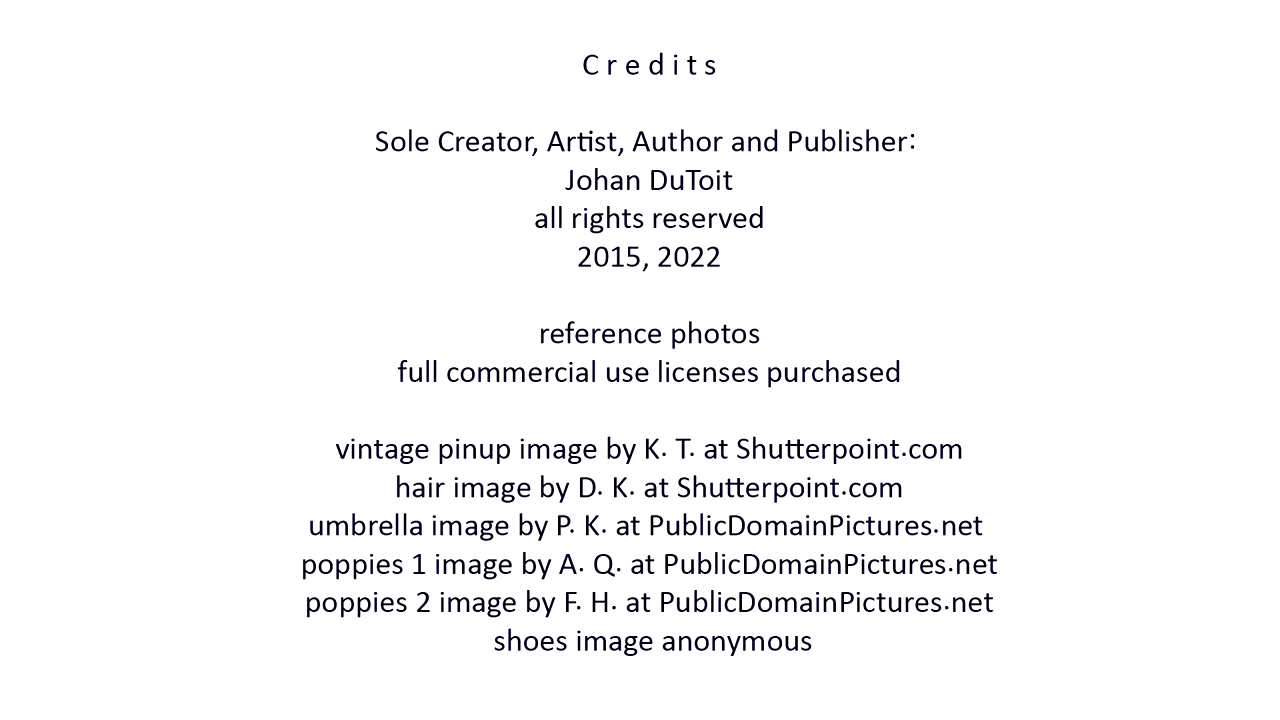 C r e d i t s
Sole Creator, Artist, Author and Publisher:
Johan DuToit
all rights reserved
2015, 2022
reference photos
full commercial use licenses purchased
vintage pinup image by K. T. at Shutterpoint.com
hair image by D. K. at Shutterpoint.com
umbrella image by P. K. at PublicDomainPictures.net
poppies 1 image by A. Q. at PublicDomainPictures.net
poppies 2 image by F. H. at PublicDomainPictures.net
shoes image anonymous